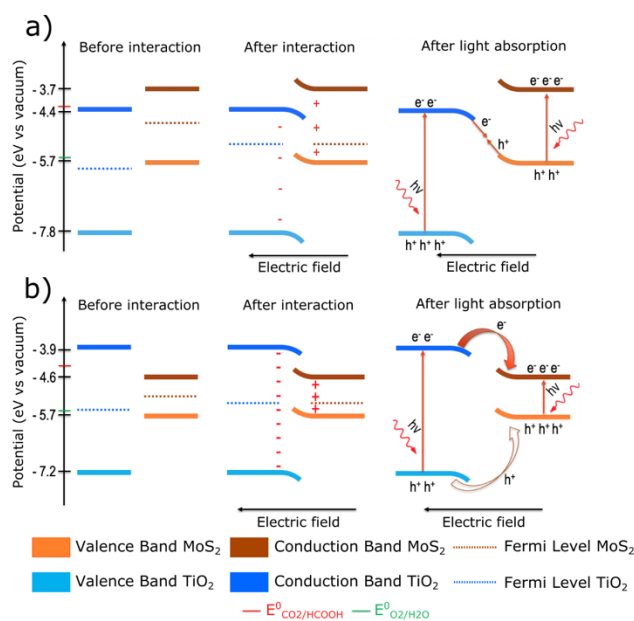 a)
Before interaction
After interaction
After light absorption
Potential (eV vs vacuum)
-3.7
-4.4
-5.7
-7.8
- - - -
+ + +
e- e-
e- e- e-
e-
h+
hν
hν
h+ h+
h+ h+ h+
Electric field
Electric field
b)
Before interaction
After interaction
After light absorption
Potential (eV vs vacuum)
-3.9
-4.6
-5.7
-7.2
- - - - - - - - -
+ + +
e-
e- e-
e- e- e-
hν
hν
h+ h+ h+
h+ h+
h+
Electric field
Electric field
Valence Band MoS2
Conduction Band MoS2
Fermi Level MoS2
Valence Band TiO2
Conduction Band TiO2
Fermi Level TiO2
E0CO2/HCOOH
E0O2/H2O